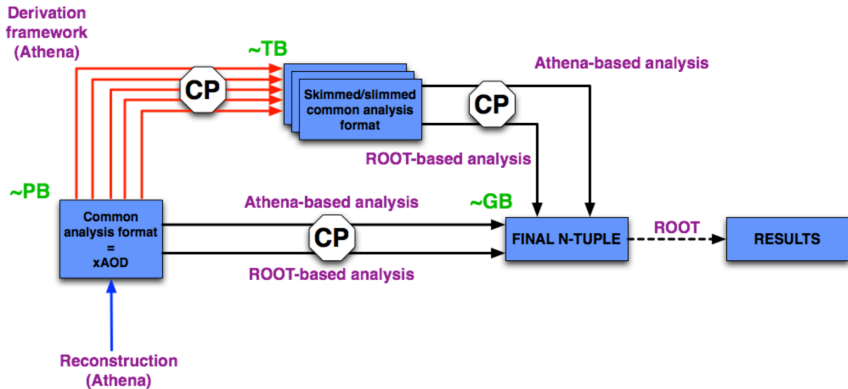 Derivation
framework
(Athena)
~TB
CP
Skimmed/slimmed
common analysis
format
CP
Athena-based analysis
ROOT-based analysis
~PB
Common
analysis format
=
xAOD
Athena-based analysis
CP
ROOT-based analysis
~GB
FINAL N-TUPLE
ROOT
RESULTS
Reconstruction
(Athena)